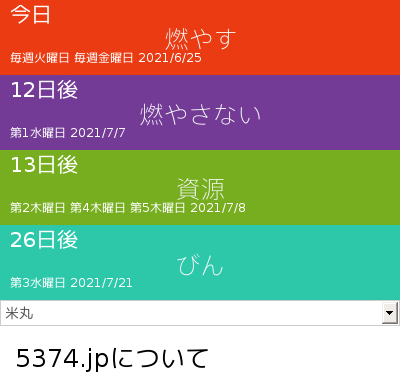 今日
燃やす
毎週火曜日 毎週金曜日 2021/6/25
12日後
燃やさない
第1水曜日 2021/7/7
13日後
資源
第2木曜日 第4木曜日 第5木曜日 2021/7/8
26日後
びん
第3水曜日 2021/7/21
米丸
5374.jpについて